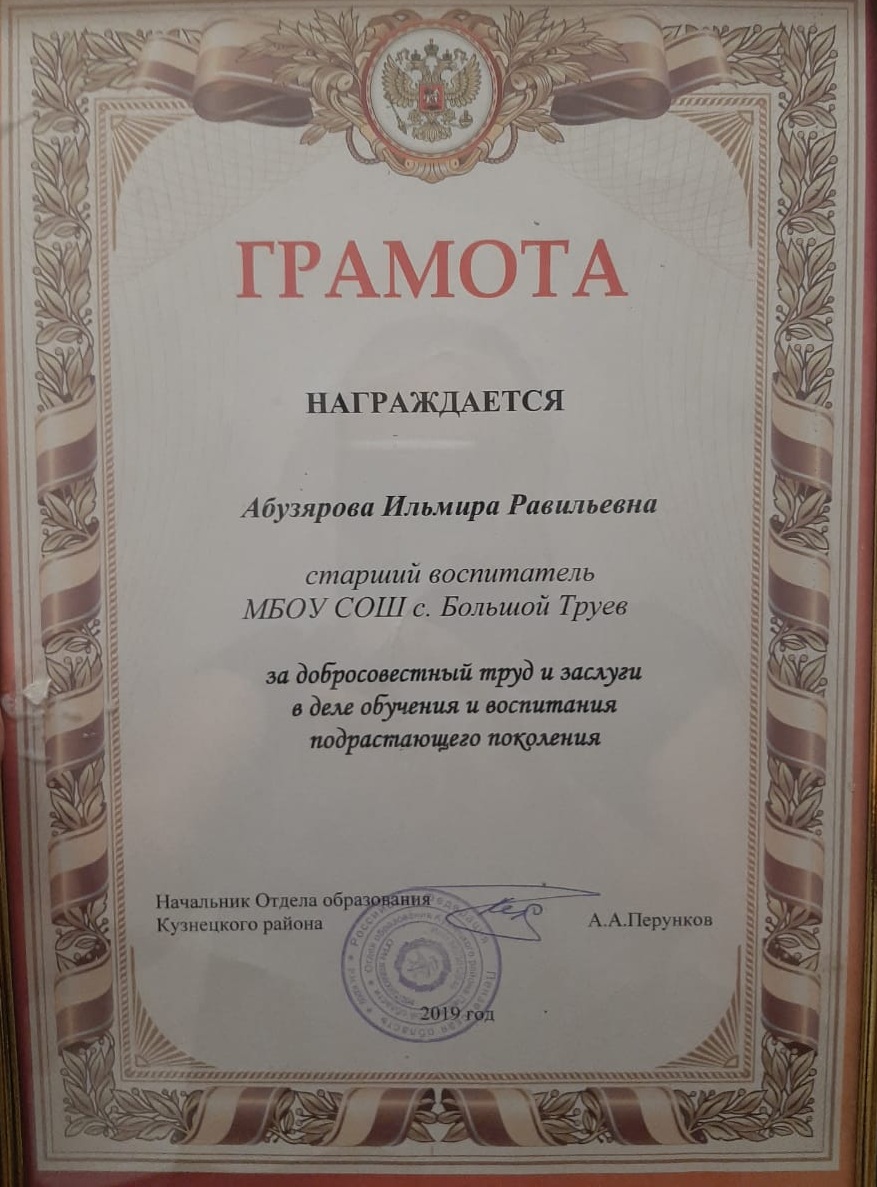 ГРАМОТА
НАГРАЖДАЕТСЯ
Абузярова Ильмира Равильевна
старший воспитатель
МБОУ СОШ с. Большой Труев
за добросовестный труд и заслуги
в деле обучения и воспитания
подрастающего поколения
Начальник Отдела образования
Кузнецкого района
А.А.Перунков
2019 год